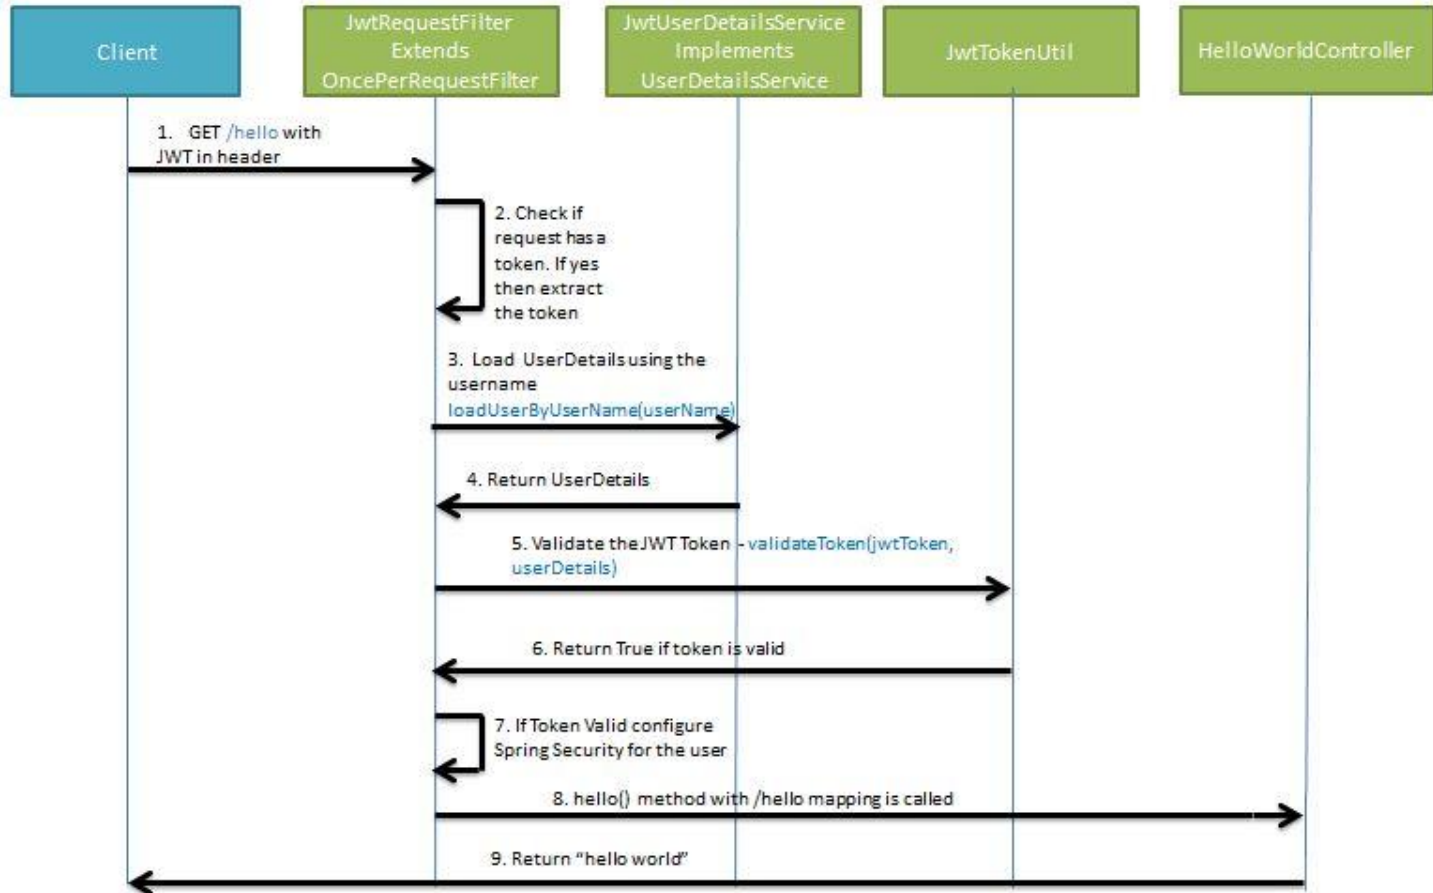 Client
JwtRequestFilter
Extends
OncePerRequestFilter
JwtUserDetailsService
Implements
UserDetailsService
JwtTokenUtil
HelloWorldController
1. GET /hello with
JWT in header
2. Check if
request has a
token. If yes
then extract
the token
3. Load UserDetails using the
username
loadUserByUserName(userName)
4. Return UserDetails
5. Validate the JWT Token - validateToken(jwtToken,
userDetails)
6. Return True if token is valid
7. If Token Valid configure
Spring Security for the user
8. hello() method with /hello mapping is called
9. Return “hello world”